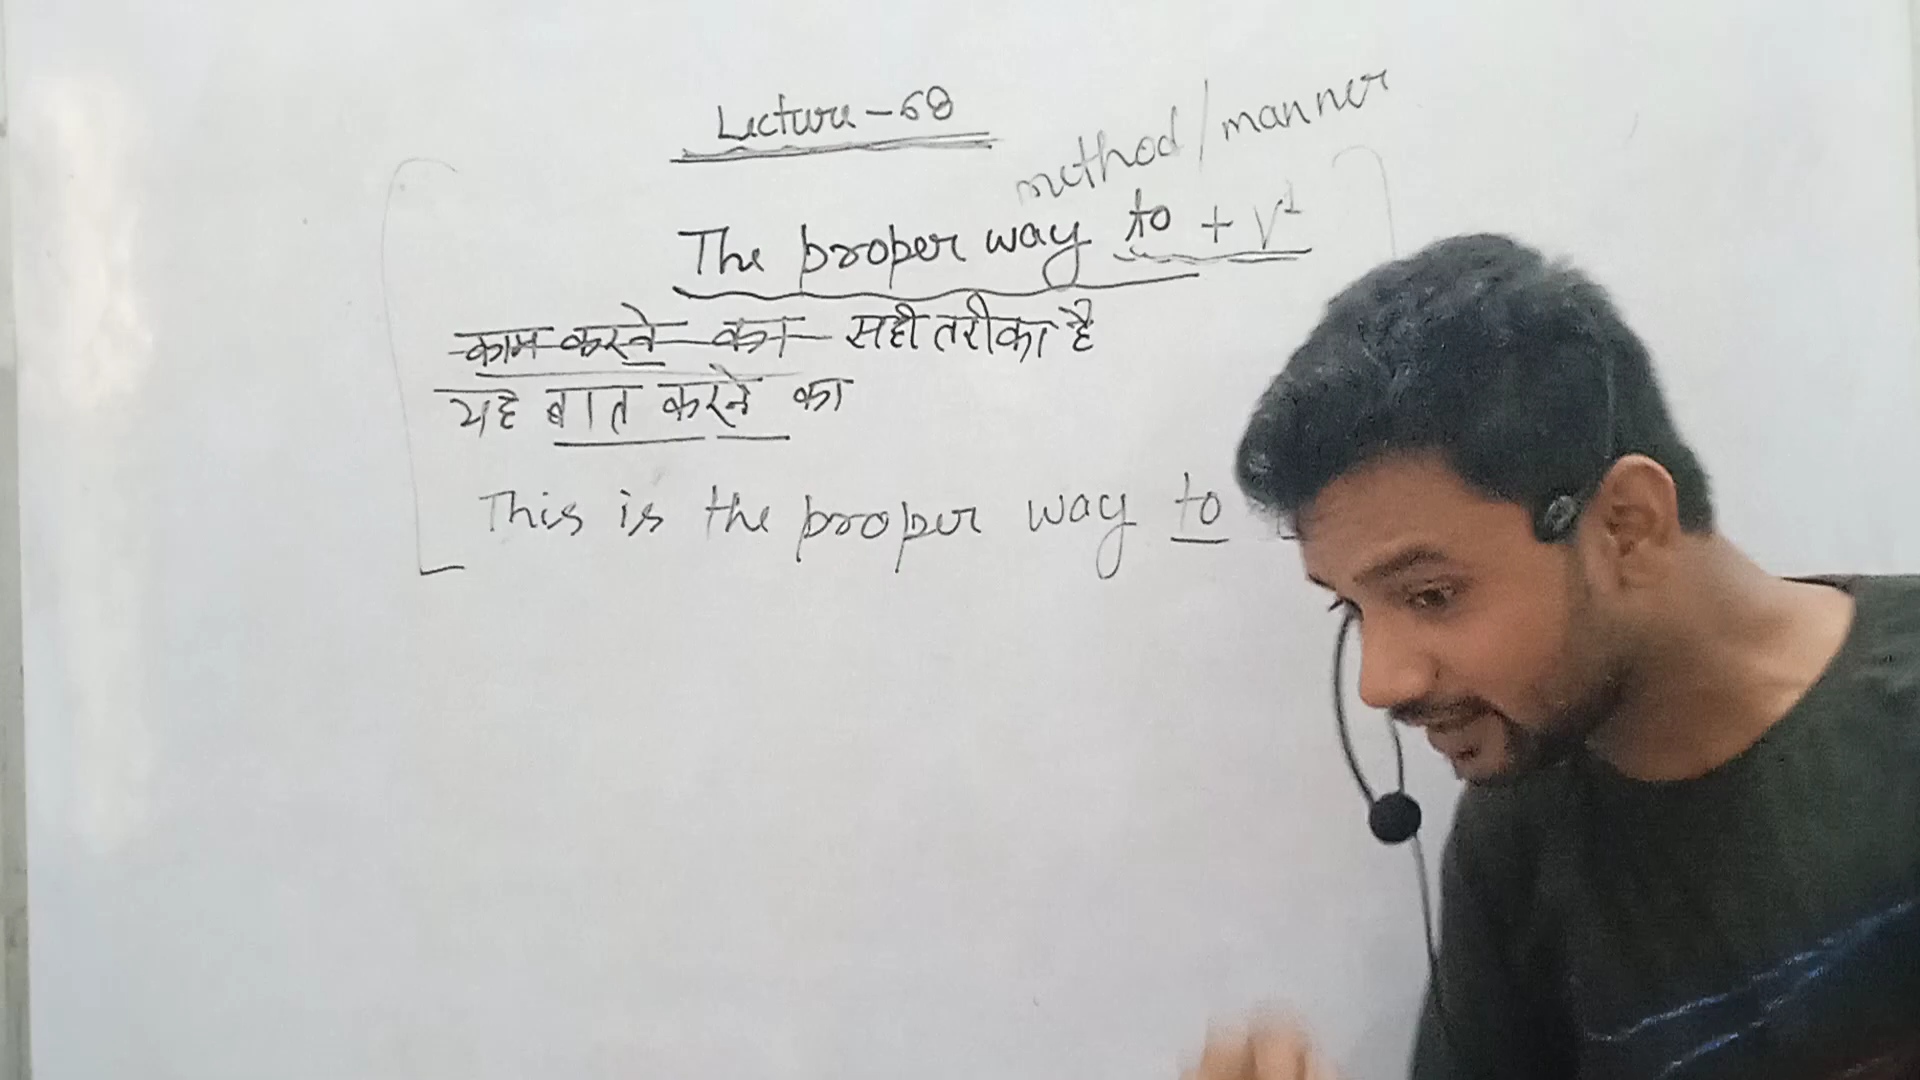 Lecture-68
method/manner
The proper way to + V¹
काम करने का सही तरीका है
यह बात करने का
This is the proper way to